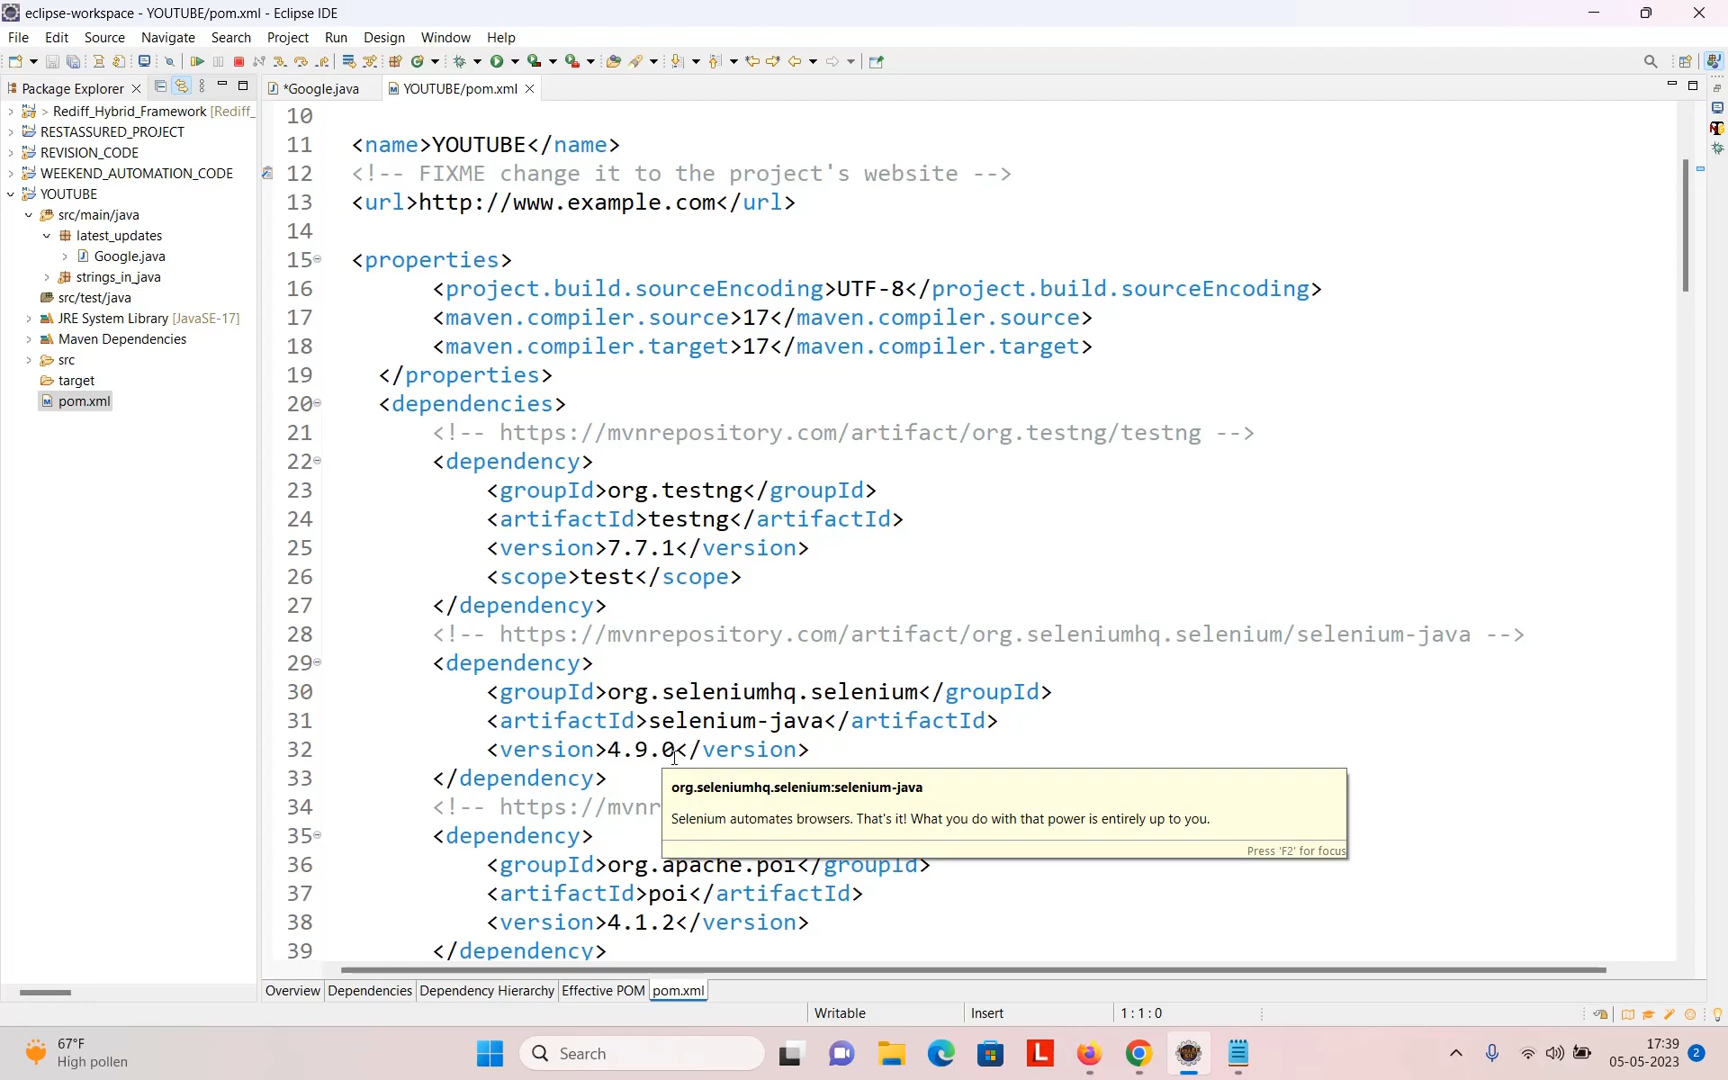 eclipse-workspace - YOUTUBE/pom.xml - Eclipse IDE
File Edit Source Navigate Search Project Run Design Window Help
Package Explorer
*Google.java
YOUTUBE/pom.xml
> Rediff_Hybrid_Framework [Rediff_
RESTASSURED_PROJECT
REVISION_CODE
WEEKEND_AUTOMATION_CODE
YOUTUBE
src/main/java
latest_updates
Google.java
strings_in_java
src/test/java
JRE System Library [JavaSE-17]
Maven Dependencies
src
target
pom.xml
10
11 <name>YOUTUBE</name>
12 <!-- FIXME change it to the project's website -->
13 <url>http://www.example.com</url>
14
15 <properties>
16 <project.build.sourceEncoding>UTF-8</project.build.sourceEncoding>
17 <maven.compiler.source>17</maven.compiler.source>
18 <maven.compiler.target>17</maven.compiler.target>
19 </properties>
20 <dependencies>
21 <!-- https://mvnrepository.com/artifact/org.testng/testng -->
22 <dependency>
23 <groupId>org.testng</groupId>
24 <artifactId>testng</artifactId>
25 <version>7.7.1</version>
26 <scope>test</scope>
27 </dependency>
28 <!-- https://mvnrepository.com/artifact/org.seleniumhq.selenium/selenium-java -->
29 <dependency>
30 <groupId>org.seleniumhq.selenium</groupId>
31 <artifactId>selenium-java</artifactId>
32 <version>4.9.0</version>
33 </dependency>
34 <!-- https://mvnr
35 <dependency>
36 <groupId>org.apache.poi</groupId>
37 <artifactId>poi</artifactId>
38 <version>4.1.2</version>
39 </dependency>
org.seleniumhq.selenium:selenium-java
Selenium automates browsers. That's it! What you do with that power is entirely up to you.
Press 'F2' for focus
Overview Dependencies Dependency Hierarchy Effective POM pom.xml
Writable Insert 1:1:0
67°F
High pollen
Search
L
17:39
05-05-2023
2